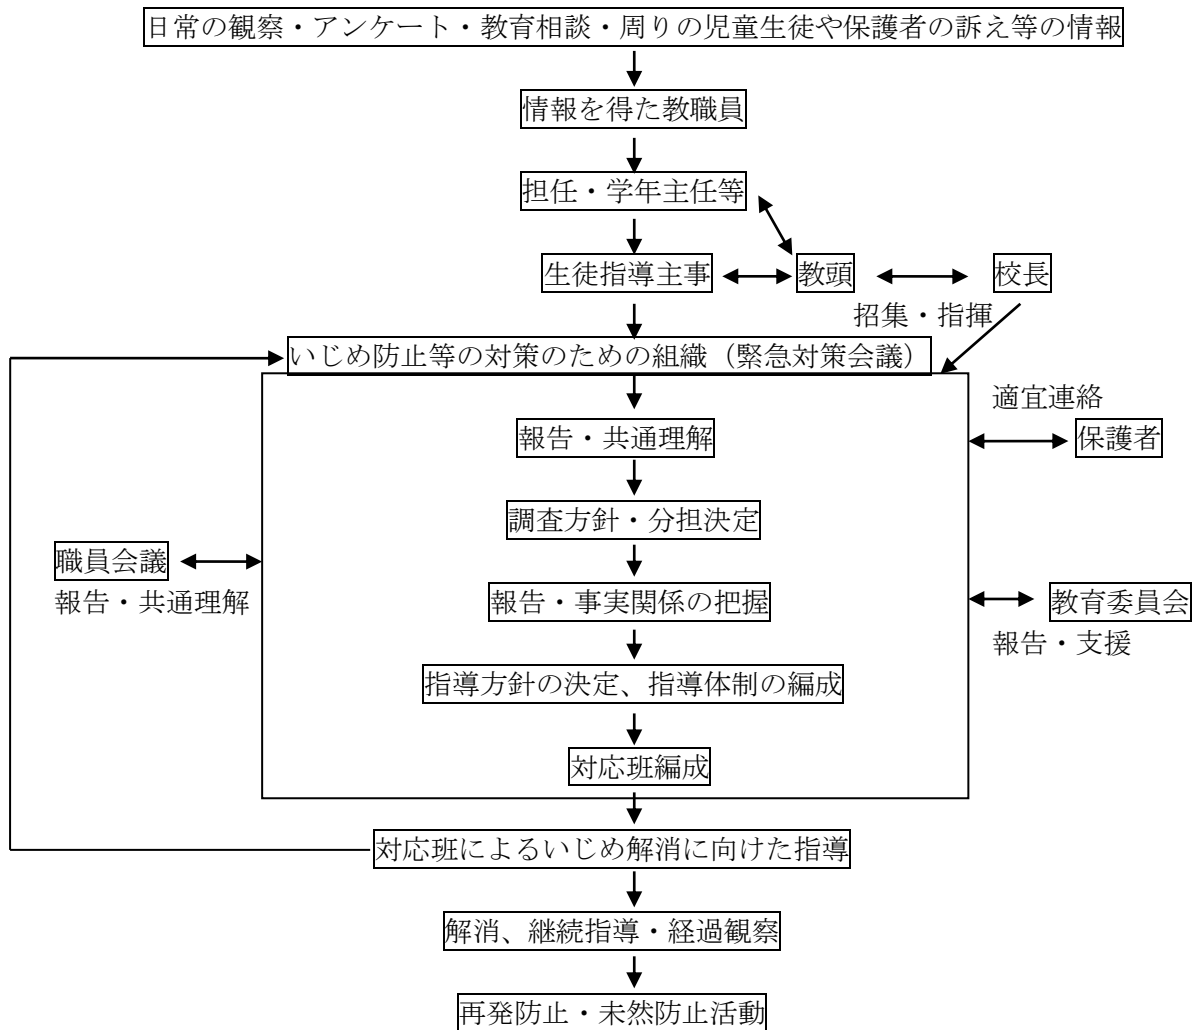 日常の観察・アンケート・教育相談・周りの児童生徒や保護者の訴え等の情報
情報を得た教職員
担任・学年主任等
生徒指導主事
教頭
校長
招集・指揮
いじめ防止等の対策のための組織（緊急対策会議）
適宜連絡
報告・共通理解
保護者
調査方針・分担決定
職員会議
報告・共通理解
報告・事実関係の把握
教育委員会
報告・支援
指導方針の決定、指導体制の編成
対応班編成
対応班によるいじめ解消に向けた指導
解消、継続指導・経過観察
再発防止・未然防止活動